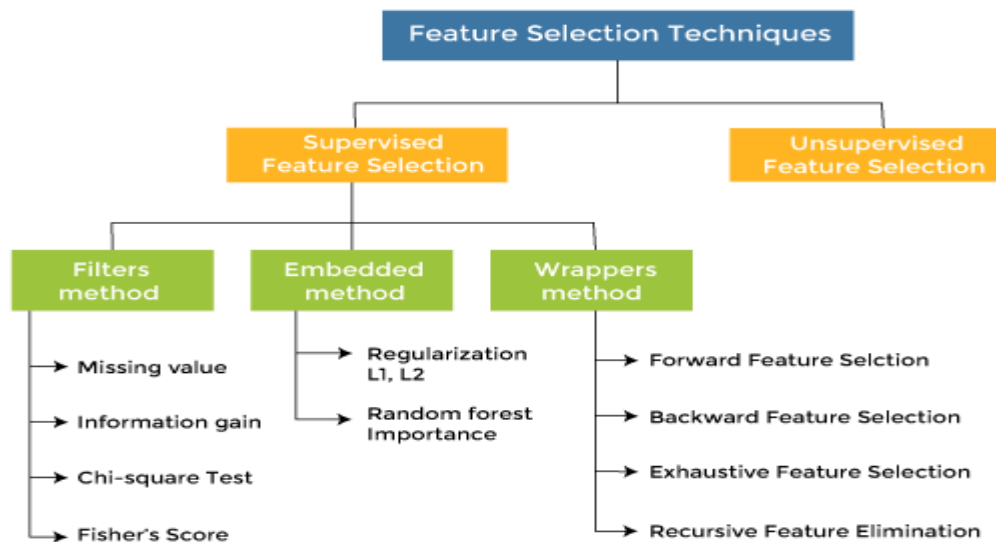 Feature Selection Techniques
Supervised
Feature Selection
Unsupervised
Feature Selection
Filters
method
Embedded
method
Wrappers
method
Missing value
Information gain
Chi-square Test
Fisher's Score
Regularization
L1, L2
Random forest
Importance
Forward Feature Selction
Backward Feature Selection
Exhaustive Feature Selection
Recursive Feature Elimination